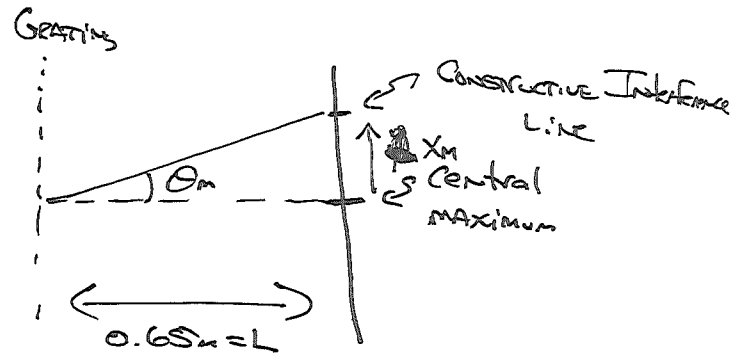 GRATING
CONSTRUCTIVE INTERFERENCE
LINE
Xm
Central
MAXIMUM
θm
0.65m=L